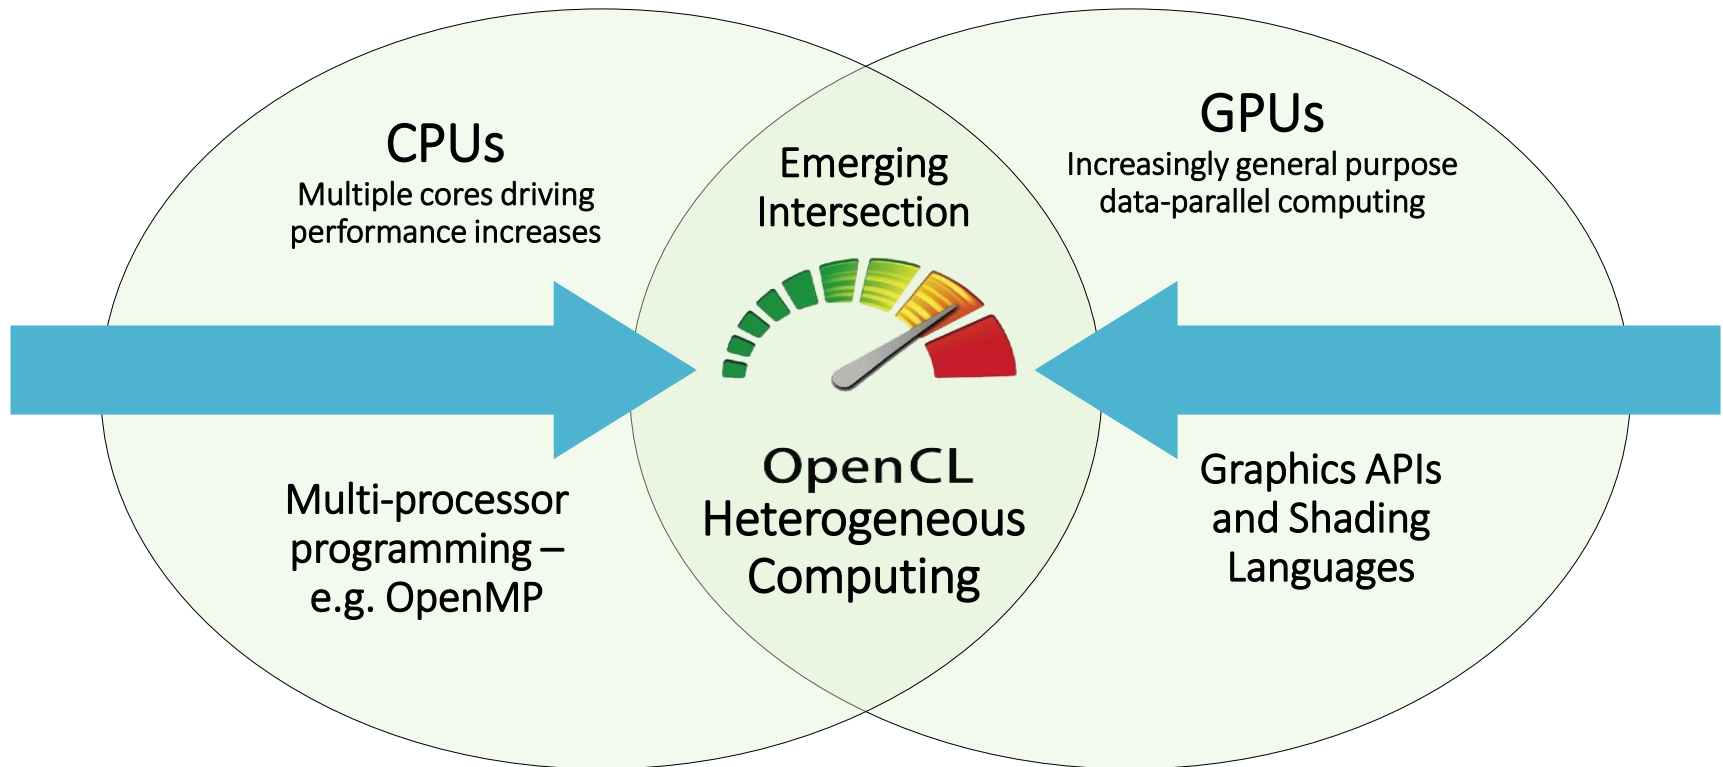 CPUs
Multiple cores driving
performance increases
Multi-processor
programming –
e.g. OpenMP
Emerging
Intersection
OpenCL
Heterogeneous
Computing
GPUs
Increasingly general purpose
data-parallel computing
Graphics APIs
and Shading
Languages